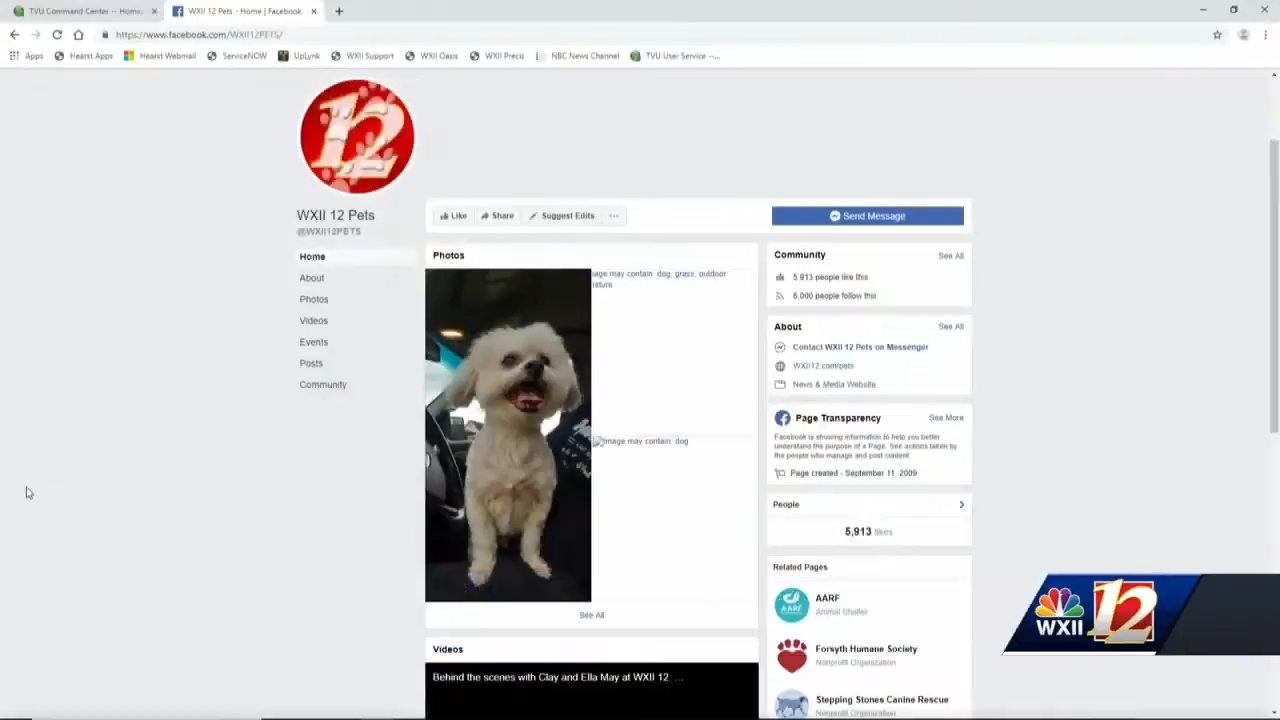 TVU Command Center -- Home
WXII 12 Pets - Home | Facebook
https://www.facebook.com/WXII12PETS/
Apps
Hearst Apps
Hearst Webmail
ServiceNOW
UpLynk
WXII Support
WXII Oasis
WXII Precis
NBC News Channel
TVU User Service --...
12
WXII 12 Pets
@WXII12PETS
Home
About
Photos
Videos
Events
Posts
Community
Like
Share
Suggest Edits
...
Send Message
Photos
age may contain: dog, grass, outdoor
ature
Image may contain: dog
See All
Videos
Behind the scenes with Clay and Ella May at WXII 12 ...
Community
See All
5,913 people like this
6,000 people follow this
About
See All
Contact WXII 12 Pets on Messenger
WXII12.com/pets
News & Media Website
Page Transparency
See More
Facebook is showing information to help you better
understand the purpose of a Page. See actions taken by
the people who manage and post content
Page created - September 11, 2009
People
5,913 likes
Related Pages
AARF
AARF
Animal Shelter
Forsyth Humane Society
Nonprofit Organization
Stepping Stones Canine Rescue
Nonprofit Organization
WXII 12